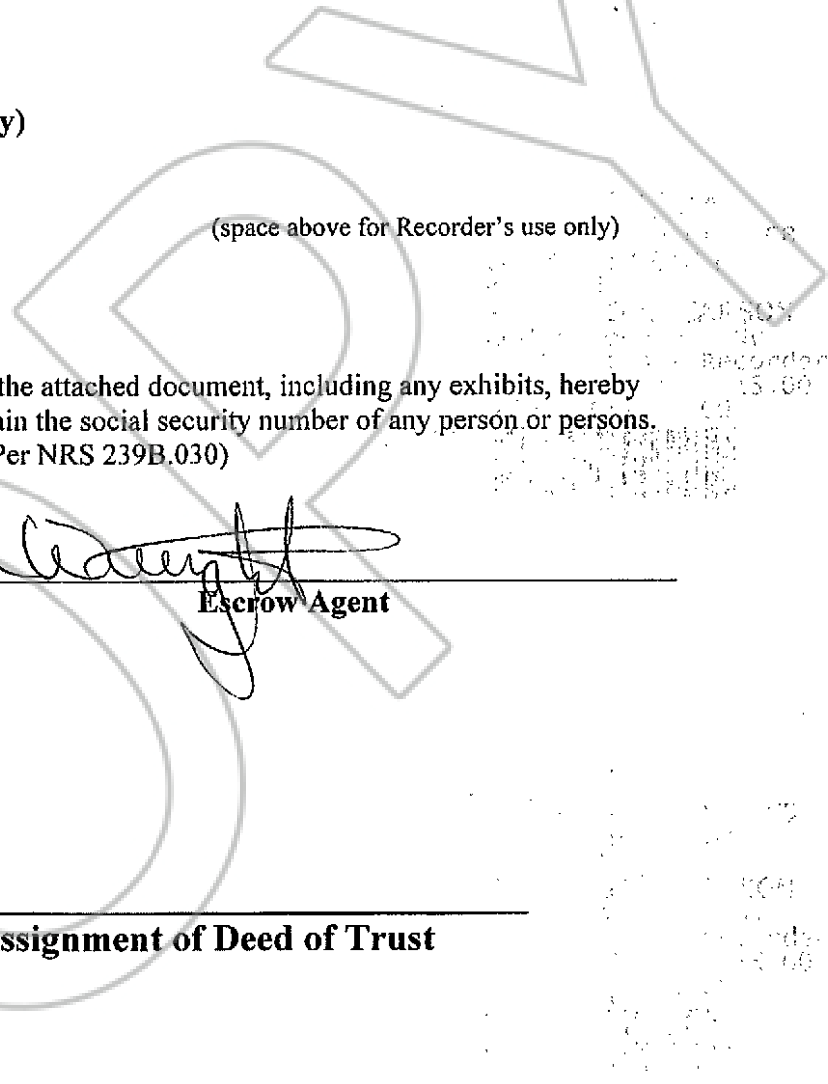 y)
(space above for Recorder's use only)
the attached document, including any exhibits, hereby
ain the social security number of any person or persons.
Per NRS 239B.030)
Escrow Agent
ssignment of Deed of Trust
OPY